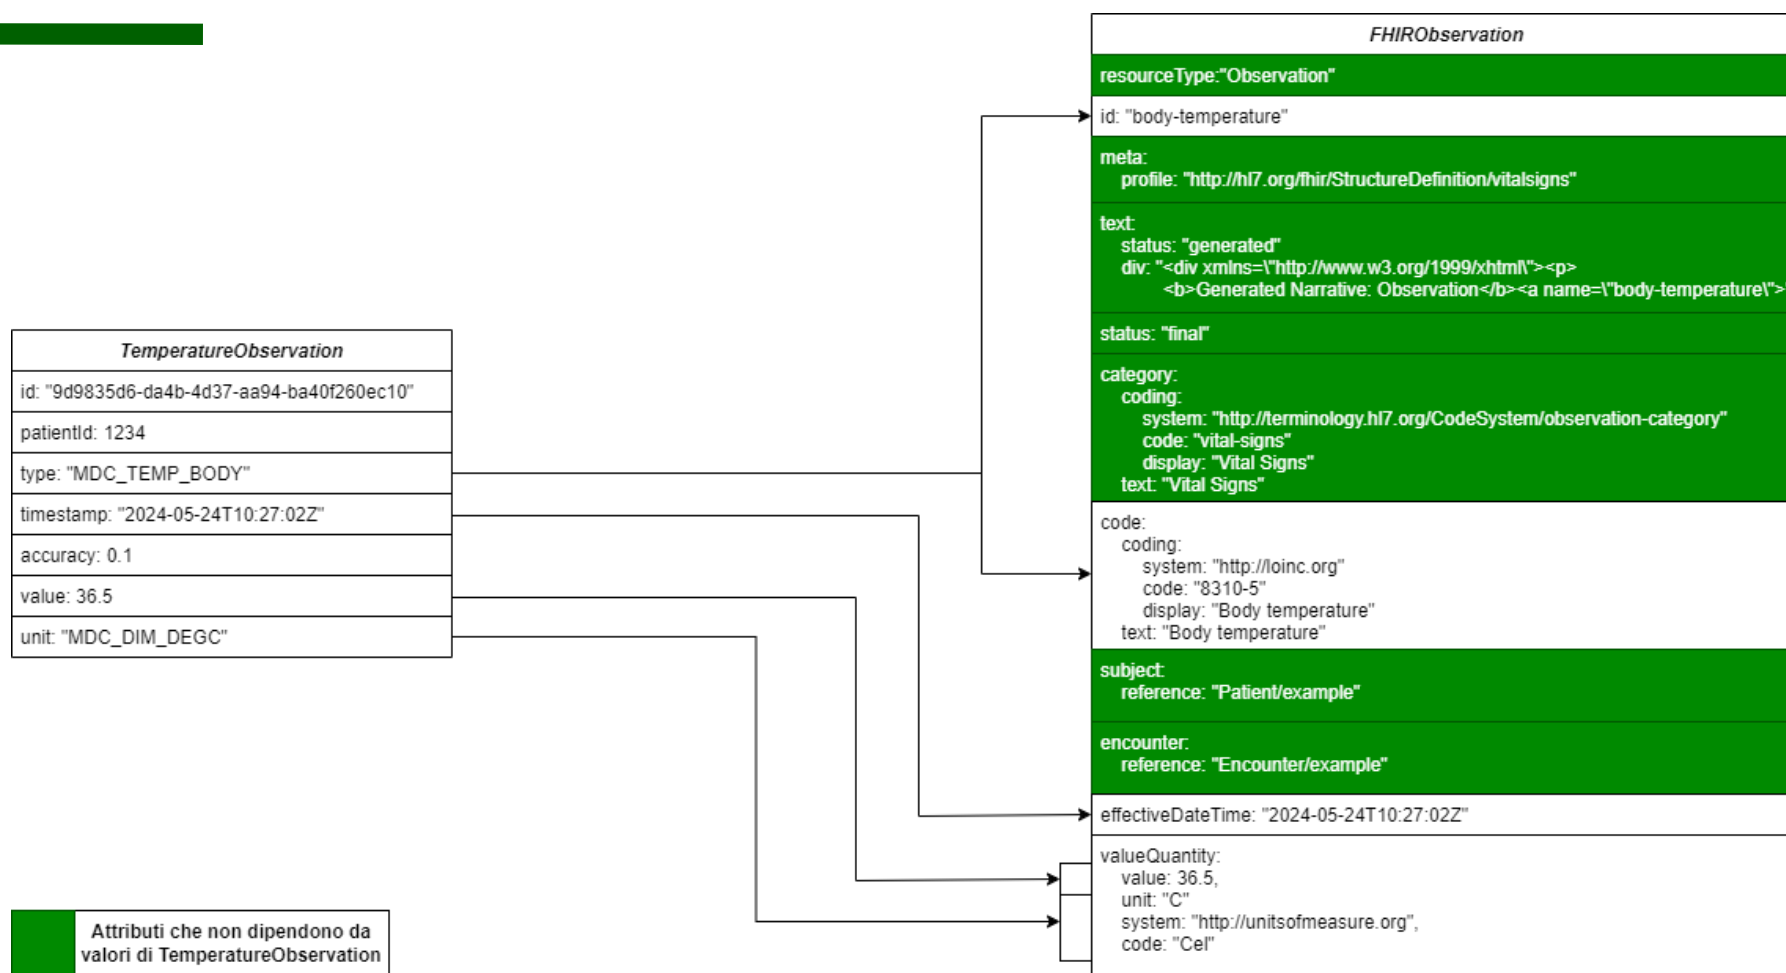 FHIRObservation
resourceType:"Observation"
id: "body-temperature"
meta:
profile: "http://hl7.org/fhir/StructureDefinition/vitalsigns"
text:
status: "generated"
div: "<div xmlns=\"http://www.w3.org/1999/xhtml\"><p>
<b>Generated Narrative: Observation</b><a name=\"body-temperature\">
status: "final"
category:
coding:
system: "http://terminology.hl7.org/CodeSystem/observation-category"
code: "vital-signs"
display: "Vital Signs"
text: "Vital Signs"
code:
coding:
system: "http://loinc.org"
code: "8310-5"
display: "Body temperature"
text: "Body temperature"
subject:
reference: "Patient/example"
encounter:
reference: "Encounter/example"
effectiveDateTime: "2024-05-24T10:27:02Z"
valueQuantity:
value: 36.5,
unit: "C"
system: "http://unitsofmeasure.org",
code: "Cel"
TemperatureObservation
id: "9d9835d6-da4b-4d37-aa94-ba40f260ec10"
patientId: 1234
type: "MDC_TEMP_BODY"
timestamp: "2024-05-24T10:27:02Z"
accuracy: 0.1
value: 36.5
unit: "MDC_DIM_DEGC"
Attributi che non dipendono da
valori di TemperatureObservation